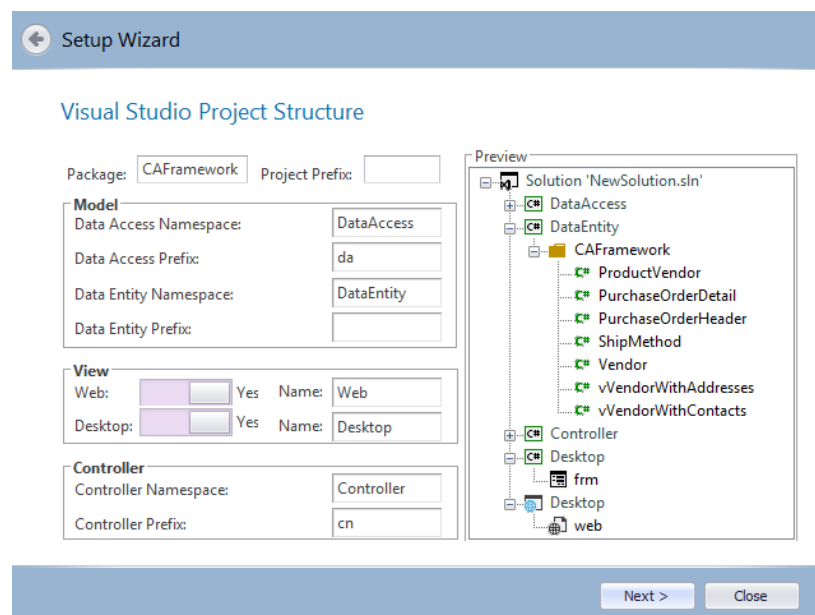 Setup Wizard
Visual Studio Project Structure
Package: CAFramework Project Prefix:
Model
Data Access Namespace: DataAccess
Data Access Prefix: da
Data Entity Namespace: DataEntity
Data Entity Prefix:
View
Web: Yes Name: Web
Desktop: Yes Name: Desktop
Controller
Controller Namespace: Controller
Controller Prefix: cn
Preview
Solution 'NewSolution.sln'
C# DataAccess
C# DataEntity
CAFramework
C# ProductVendor
C# PurchaseOrderDetail
C# PurchaseOrderHeader
C# ShipMethod
C# Vendor
C# vVendorWithAddresses
C# vVendorWithContacts
C# Controller
C# Desktop
frm
Desktop
web
Next > Close